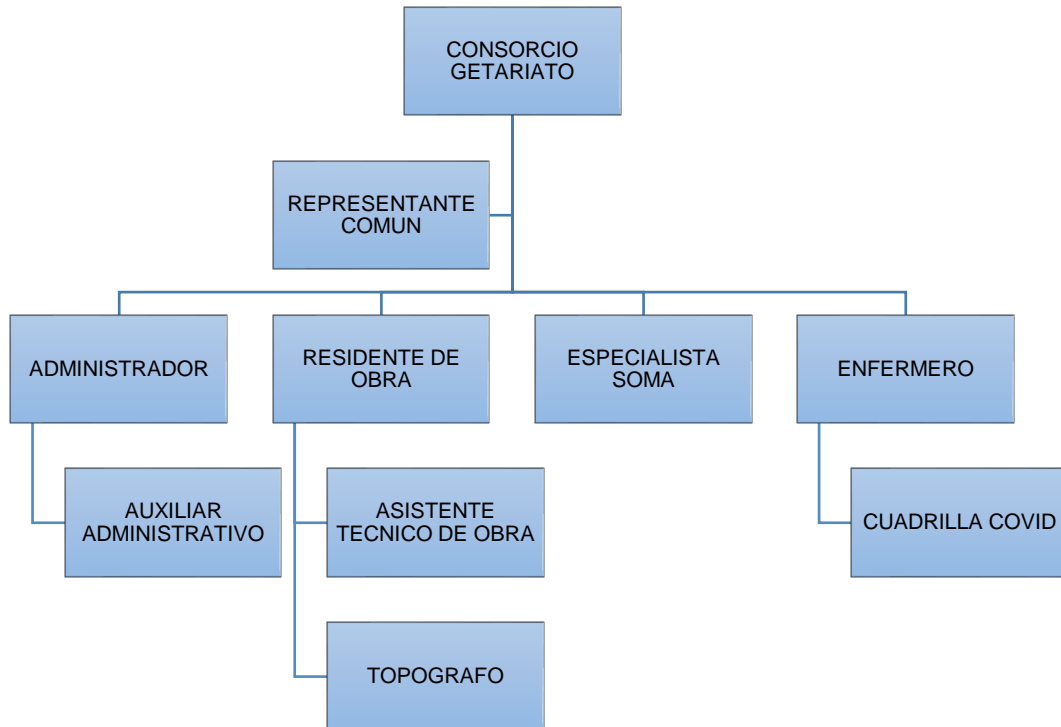 CONSORCIO
GETARIATO
REPRESENTANTE
COMUN
ADMINISTRADOR
RESIDENTE DE
OBRA
ESPECIALISTA
SOMA
ENFERMERO
AUXILIAR
ADMINISTRATIVO
ASISTENTE
TECNICO DE OBRA
CUADRILLA COVID
TOPOGRAFO